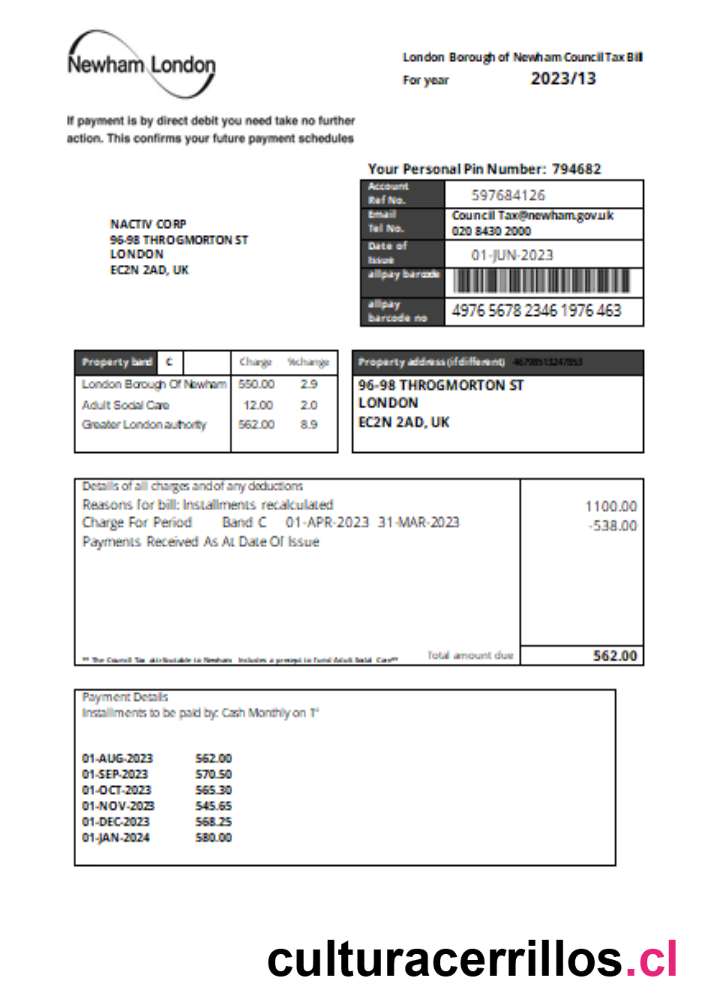 Newham London
London Borough of Newham Council Tax Bill
For year 2023/13
If payment is by direct debit you need take no further
action. This confirms your future payment schedules
Your Personal Pin Number: 794682
Account
Ref No. 597684126
Email
Tel No.
Council Tax@newham.gov.uk
020 8430 2000
Date of
Issue 01-JUN-2023
allpay barcode
allpay
barcode no 4976 5678 2346 1976 463
NACTIV CORP
96-98 THROGMORTON ST
LONDON
EC2N 2AD, UK
Property band C Charge %change
London Borough Of Newham 550.00 2.9
Adult Social Care 12.00 2.0
Greater London authority 562.00 8.9
Property address (if different)
96-98 THROGMORTON ST
LONDON
EC2N 2AD, UK
Details of all charges and of any deductions
Reasons for bill: Installments recalculated 1100.00
Charge For Period Band C 01-APR-2023 31-MAR-2023 -538.00
Payments Received As At Date Of Issue
** The Council Tax attributable to Newham Includes a precept to fund Adult Social Care**
Total amount due 562.00
Payment Details
Installments to be paid by: Cash Monthly on 1"
01-AUG-2023 562.00
01-SEP-2023 570.50
01-OCT-2023 565.30
01-NOV-2023 545.65
01-DEC-2023 568.25
01-JAN-2024 580.00
culturacerrillos.cl